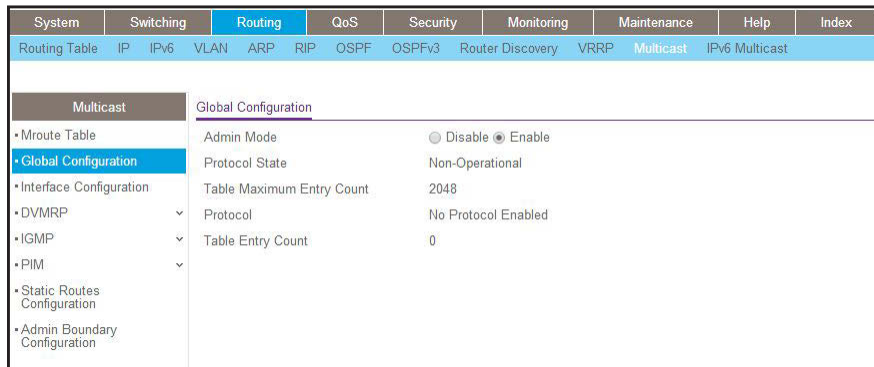 System Switching Routing QoS Security Monitoring Maintenance Help Index
Routing Table IP IPv6 VLAN ARP RIP OSPF OSPFv3 Router Discovery VRRP Multicast IPv6 Multicast
Multicast
Mroute Table
Global Configuration
Interface Configuration
DVMRP
IGMP
PIM
Static Routes
Configuration
Admin Boundary
Configuration
Global Configuration
Admin Mode Disable Enable
Protocol State Non-Operational
Table Maximum Entry Count 2048
Protocol No Protocol Enabled
Table Entry Count 0